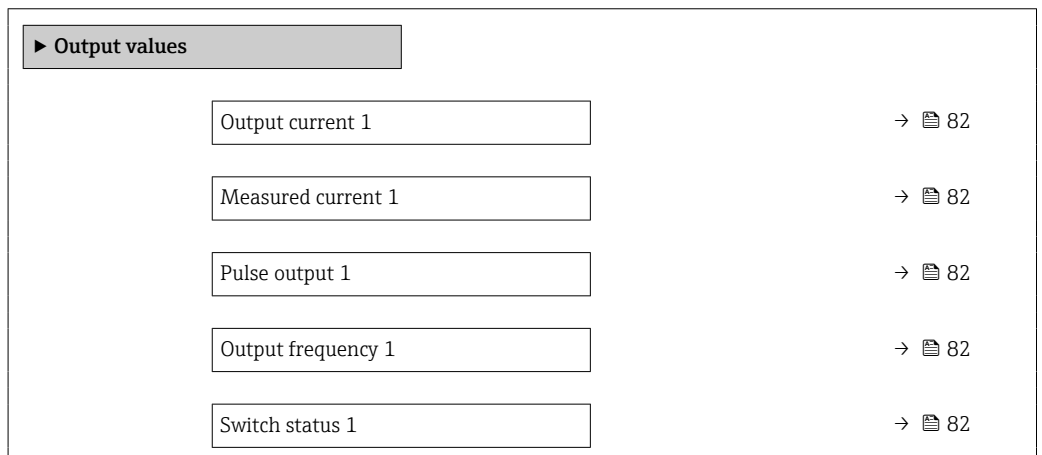 ▶ Output values
Output current 1 → 🖹 82
Measured current 1 → 🖹 82
Pulse output 1 → 🖹 82
Output frequency 1 → 🖹 82
Switch status 1 → 🖹 82